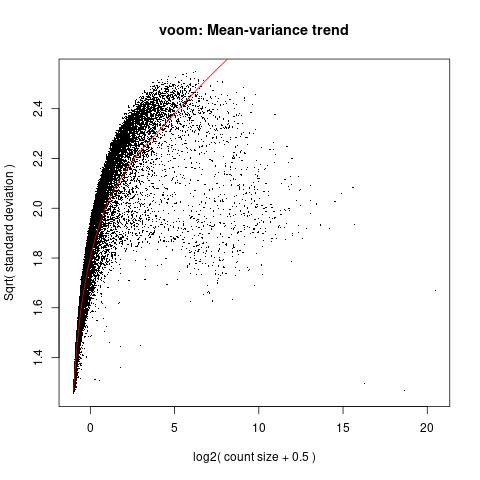 voom: Mean-variance trend
Sqrt( standard deviation )
2.4
2.2
2.0
1.8
1.6
1.4
0 5 10 15 20
log2( count size + 0.5 )